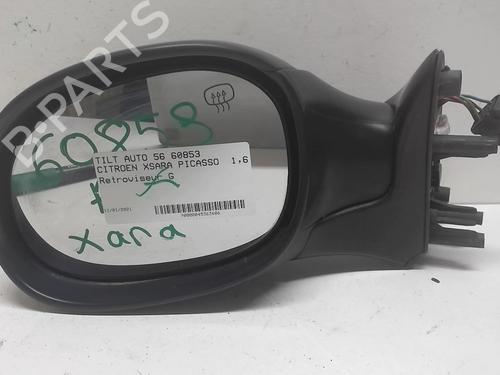 B-PARTS
60858
TILT AUTO 56 60853
CITROEN XSARA PICASSO 1,6
Retroviseur G
xara